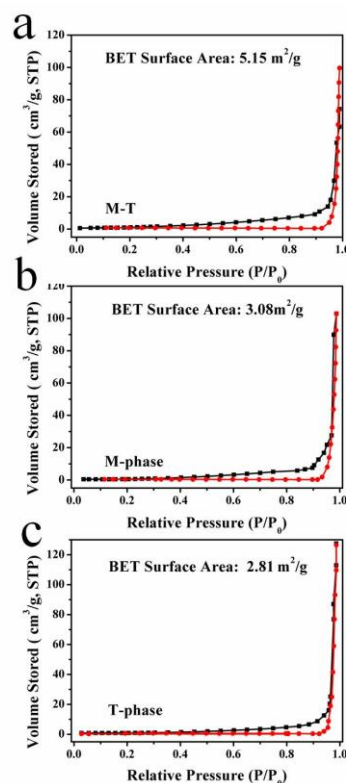 a
120
BET Surface Area: 5.15 m²/g
100
80
60
40
20
0
M-T
0.0 0.2 0.4 0.6 0.8 1.0
Volume Stored ( cm³/g, STP)
Relative Pressure (P/P₀)
b
120
BET Surface Area: 3.08m²/g
100
80
60
40
20
0
M-phase
0.0 0.2 0.4 0.6 0.8 1.0
Volume Stored ( cm³/g, STP)
Relative Pressure (P/P₀)
c
120
BET Surface Area: 2.81 m²/g
100
80
60
40
20
0
T-phase
0.0 0.2 0.4 0.6 0.8 1.0
Volume Stored ( cm³/g, STP)
Relative Pressure (P/P₀)